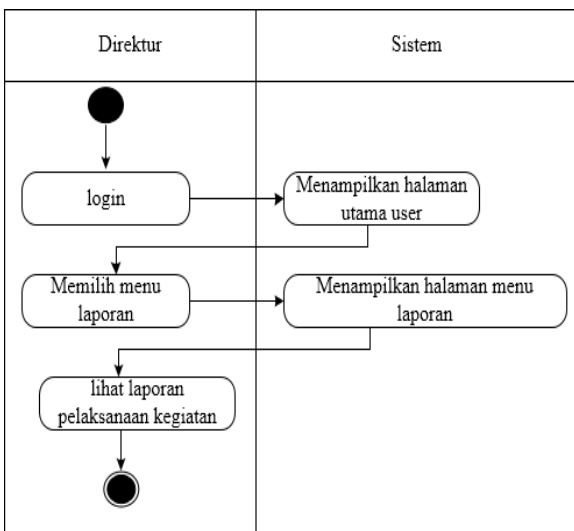 Direktur
Sistem
login
Menampilkan halaman
utama user
Memilih menu
laporan
Menampilkan halaman menu
laporan
lihat laporan
pelaksanaan kegiatan